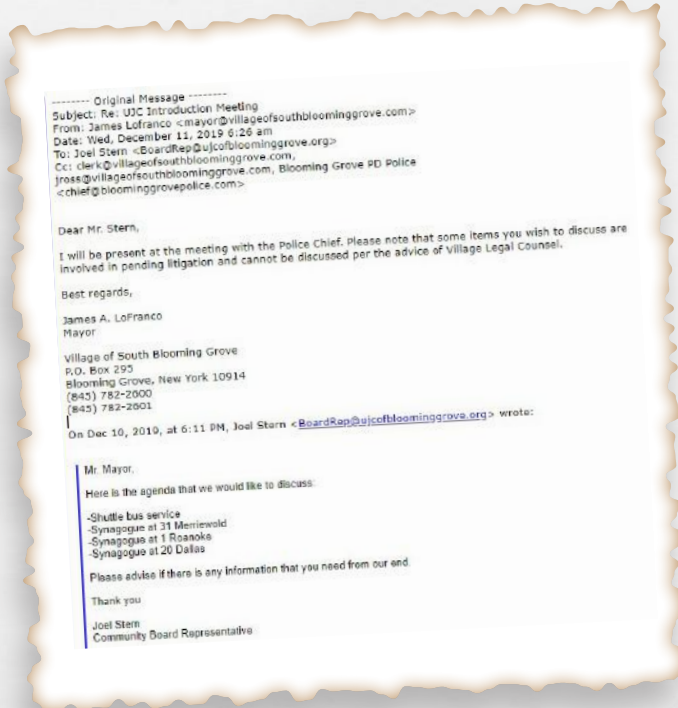 -------- Original Message --------
Subject: Re: UJC Introduction Meeting
From: James Lofranco <mayor@villageofsouthbloominggrove.com>
Date: Wed, December 11, 2019 6:26 am
To: Joel Stern <BoardRep@ujcofbloominggrove.org>
Cc: clerk@villageofsouthbloominggrove.com,
jross@villageofsouthbloominggrove.com, Blooming Grove PD Police
<chief@bloominggrovepolice.com>
Dear Mr. Stern,
I will be present at the meeting with the Police Chief. Please note that some items you wish to discuss are
involved in pending litigation and cannot be discussed per the advice of Village Legal Counsel.
Best regards,
James A. LoFranco
Mayor
Village of South Blooming Grove
P.O. Box 295
Blooming Grove, New York 10914
(845) 782-2600
(845) 782-2601
On Dec 10, 2019, at 6:11 PM, Joel Stern <BoardRep@ujcofbloominggrove.org> wrote:
Mr. Mayor,
Here is the agenda that we would like to discuss:
-Shuttle bus service
-Synagogue at 31 Merriewold
-Synagogue at 1 Roanoke
-Synagogue at 20 Dallas
Please advise if there is any information that you need from our end.
Thank you
Joel Stern
Community Board Representative